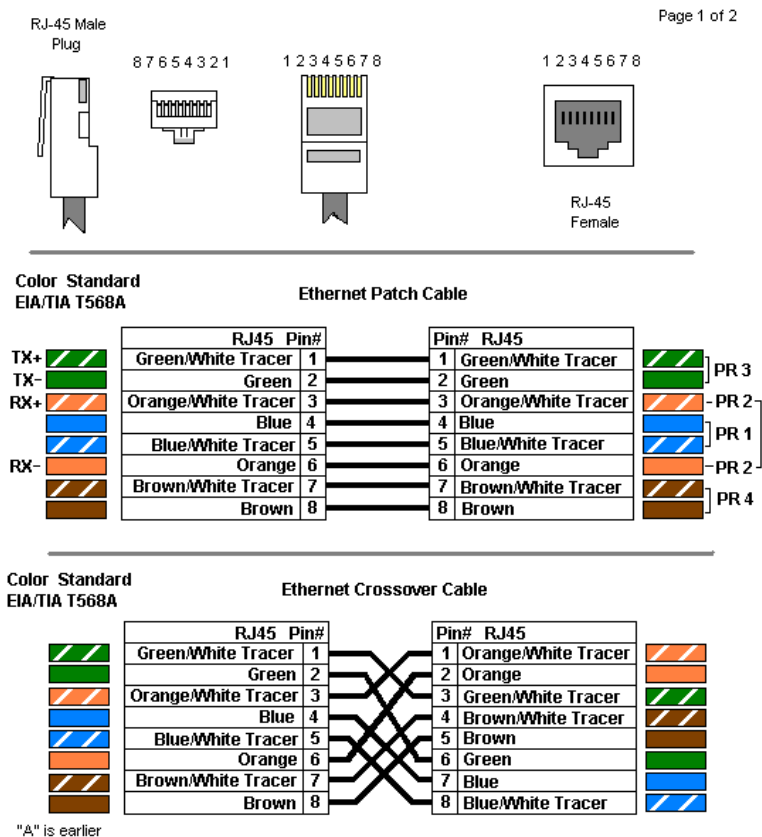 Page 1 of 2
RJ-45 Male
Plug
8 7 6 5 4 3 2 1
1 2 3 4 5 6 7 8
1 2 3 4 5 6 7 8
RJ-45
Female
Color Standard
EIA/TIA T568A
Ethernet Patch Cable
RJ45 Pin# Pin# RJ45
TX+ Green/White Tracer 1 1 Green/White Tracer
TX- Green 2 2 Green PR 3
RX+ Orange/White Tracer 3 3 Orange/White Tracer PR 2
Blue 4 4 Blue
Blue/White Tracer 5 5 Blue/White Tracer PR 1
RX- Orange 6 6 Orange PR 2
Brown/White Tracer 7 7 Brown/White Tracer
Brown 8 8 Brown PR 4
Color Standard
EIA/TIA T568A
Ethernet Crossover Cable
RJ45 Pin# Pin# RJ45
Green/White Tracer 1 1 Orange/White Tracer
Green 2 2 Orange
Orange/White Tracer 3 3 Green/White Tracer
Blue 4 4 Brown/White Tracer
Blue/White Tracer 5 5 Brown
Orange 6 6 Green
Brown/White Tracer 7 7 Blue
Brown 8 8 Blue/White Tracer
"A" is earlier